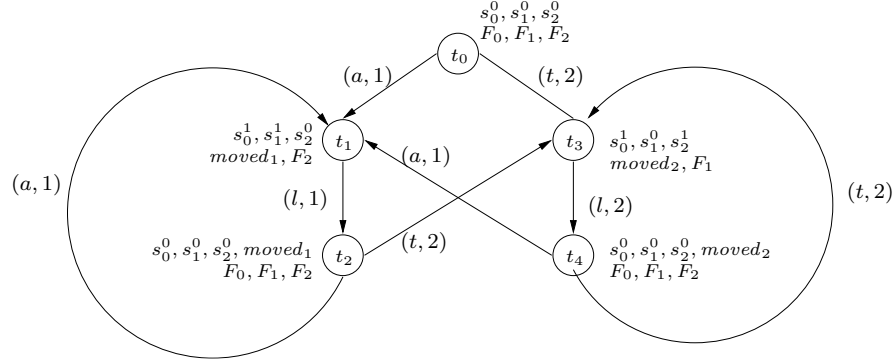 s_0^0, s_1^0, s_2^0
F_0, F_1, F_2
t_0
(a, 1)
(t, 2)
s_0^1, s_1^1, s_2^0
moved_1, F_2
t_1
(a, 1)
t_3
s_0^1, s_1^0, s_2^1
moved_2, F_1
(a, 1)
(l, 1)
(l, 2)
(t, 2)
s_0^0, s_1^0, s_2^0, moved_1
F_0, F_1, F_2
t_2
(t, 2)
t_4
s_0^0, s_1^0, s_2^0, moved_2
F_0, F_1, F_2